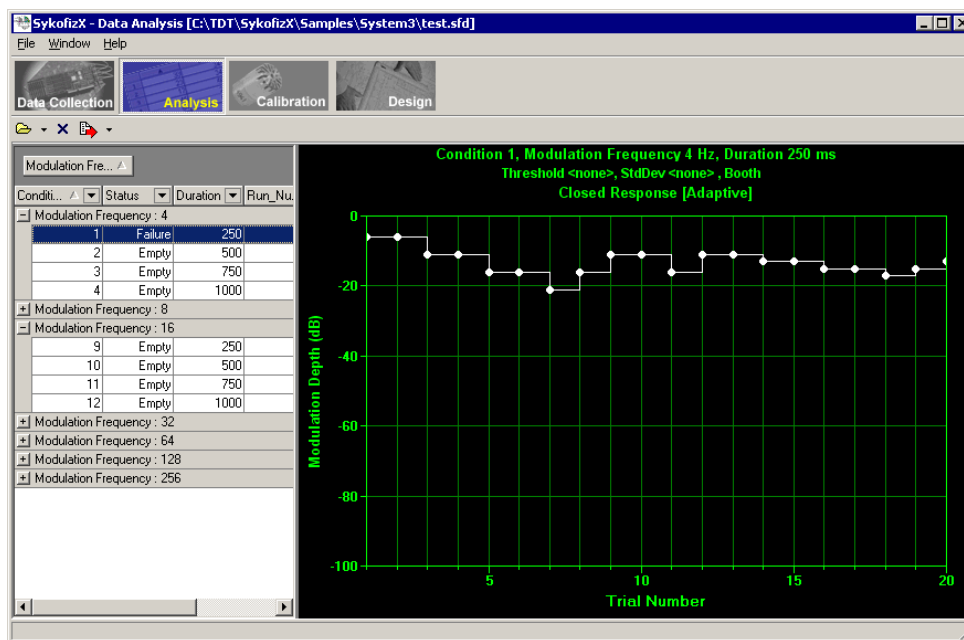 SykofizX - Data Analysis [C:\TDT\SykofizX\Samples\System3\test.sfd]
File Window Help
Data Collection Analysis Calibration Design
Modulation Fre...
Conditi... Status Duration Run_Nu.
Modulation Frequency : 4
1 Failure 250
2 Empty 500
3 Empty 750
4 Empty 1000
Modulation Frequency : 8
Modulation Frequency : 16
9 Empty 250
10 Empty 500
11 Empty 750
12 Empty 1000
Modulation Frequency : 32
Modulation Frequency : 64
Modulation Frequency : 128
Modulation Frequency : 256
Condition 1, Modulation Frequency 4 Hz, Duration 250 ms
Threshold <none>, StdDev <none> , Booth
Closed Response [Adaptive]
Modulation Depth (dB)
0
-20
-40
-60
-80
-100
5 10 15 20
Trial Number